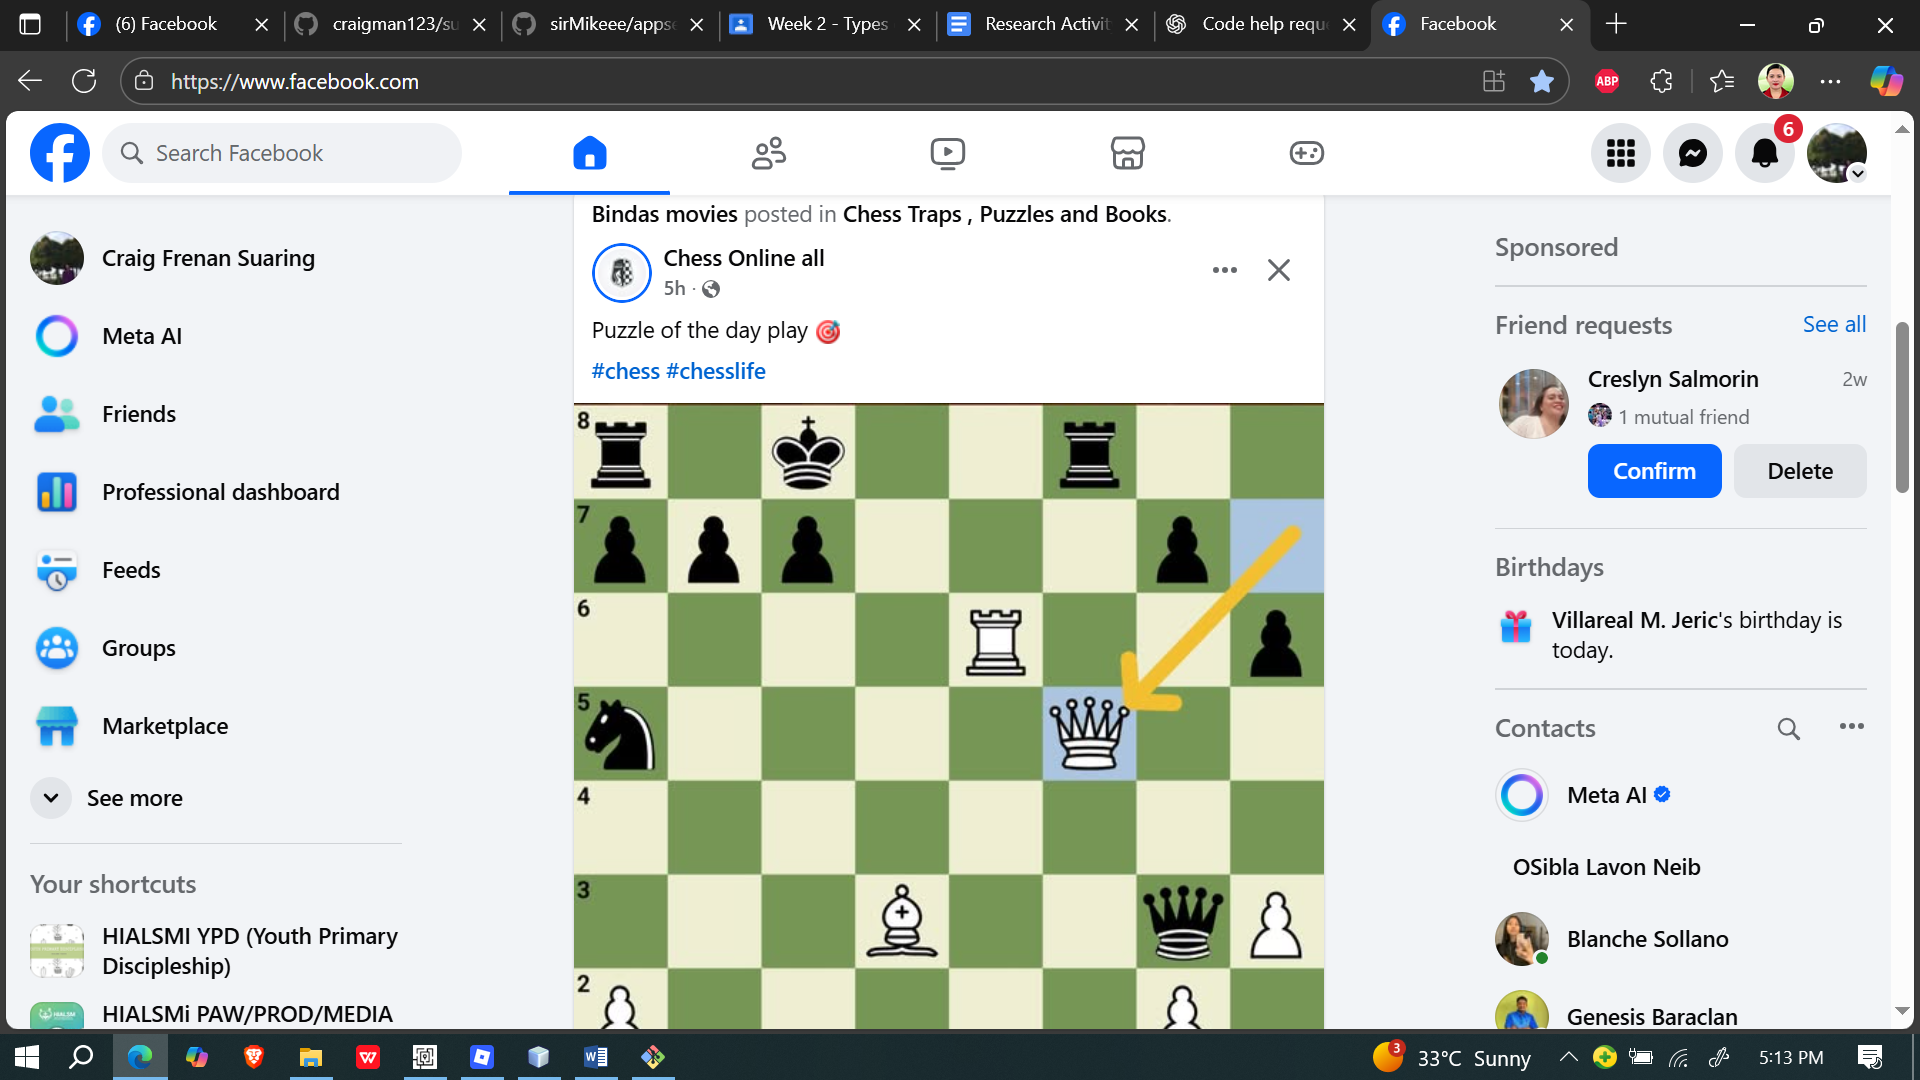 (6) Facebook
craigman123/su
sirMikeee/appse
Week 2 - Types
Research Activit
Code help requ
Facebook
https://www.facebook.com
ABP
Search Facebook
6
Craig Frenan Suaring
Meta AI
Friends
Professional dashboard
Feeds
Groups
Marketplace
See more
Your shortcuts
HIALSMI YPD (Youth Primary
Discipleship)
HIALSMi PAW/PROD/MEDIA
Bindas movies posted in Chess Traps , Puzzles and Books.
Chess Online all
5h ·
Puzzle of the day play 🎯
#chess #chesslife
8
7
6
5
4
3
2
Sponsored
Friend requests
See all
Creslyn Salmorin
2w
1 mutual friend
Confirm
Delete
Birthdays
Villareal M. Jeric's birthday is
today.
Contacts
Meta AI
OSibla Lavon Neib
Blanche Sollano
Genesis Baraclan
3
33°C Sunny
5:13 PM